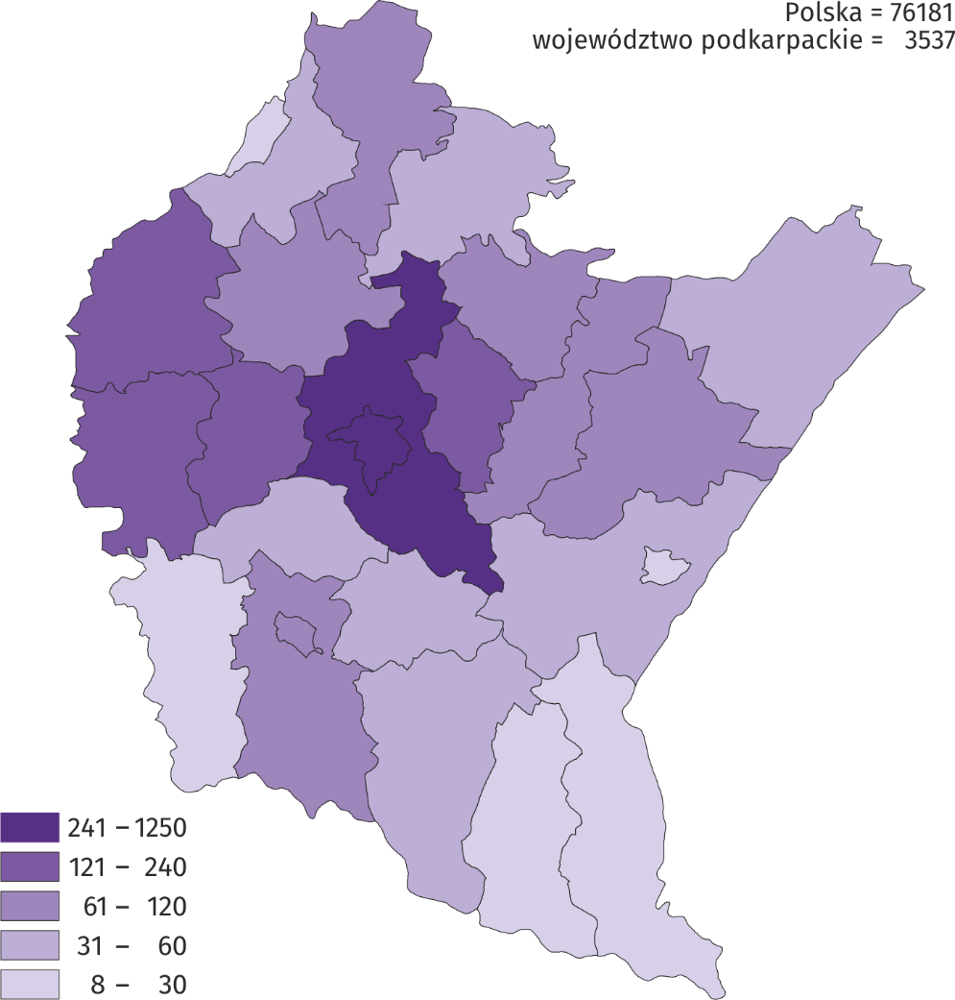 Polska = 76181
województwo podkarpackie = 3537
241 – 1250
121 – 240
61 – 120
31 – 60
8 – 30